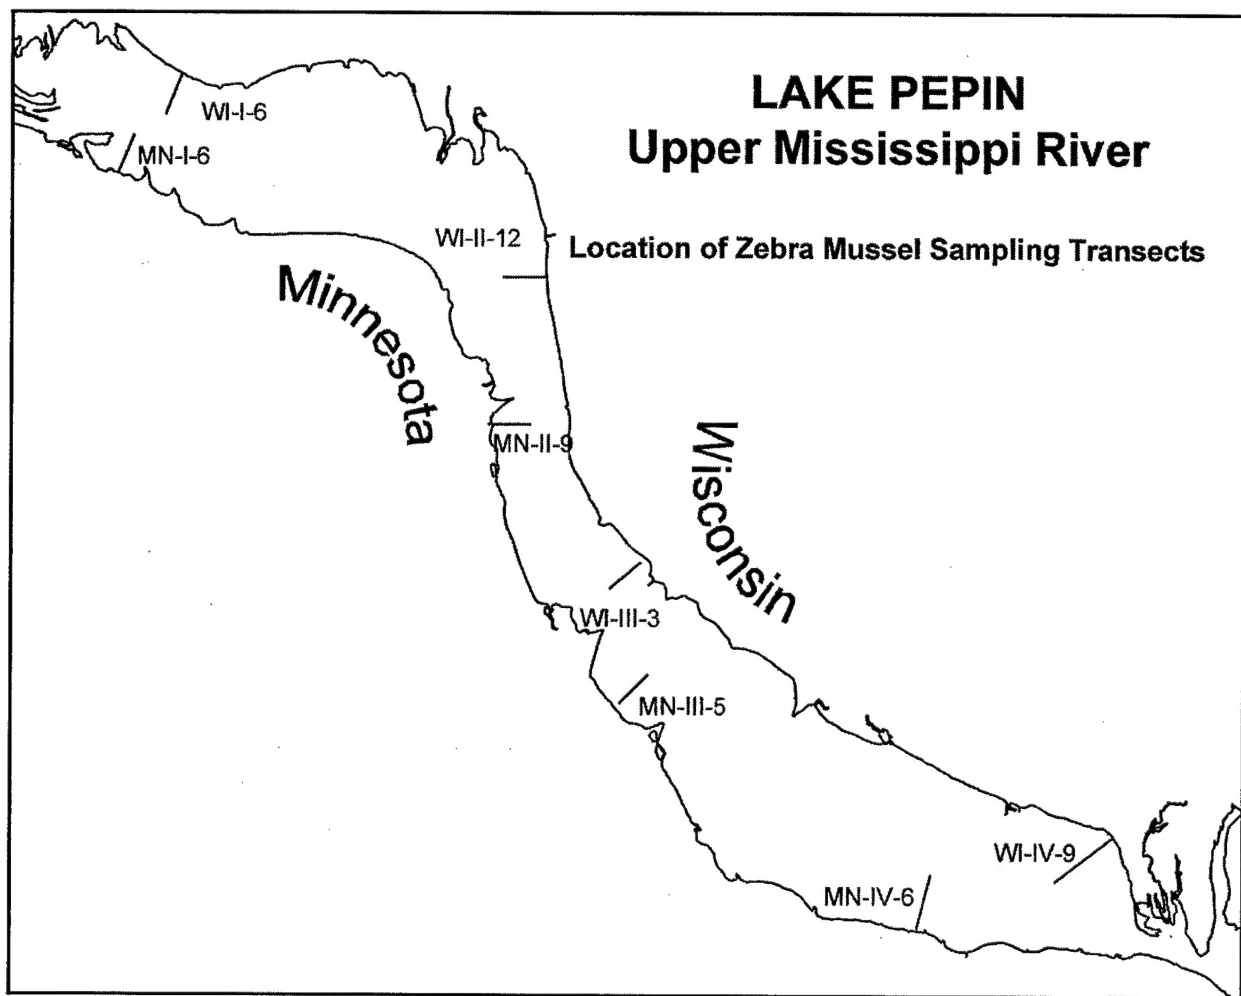 LAKE PEPIN
Upper Mississippi River
WI-I-6
MN-I-6
WI-II-12
Location of Zebra Mussel Sampling Transects
Minnesota
MN-II-9
Wisconsin
WI-III-3
MN-III-5
WI-IV-9
MN-IV-6